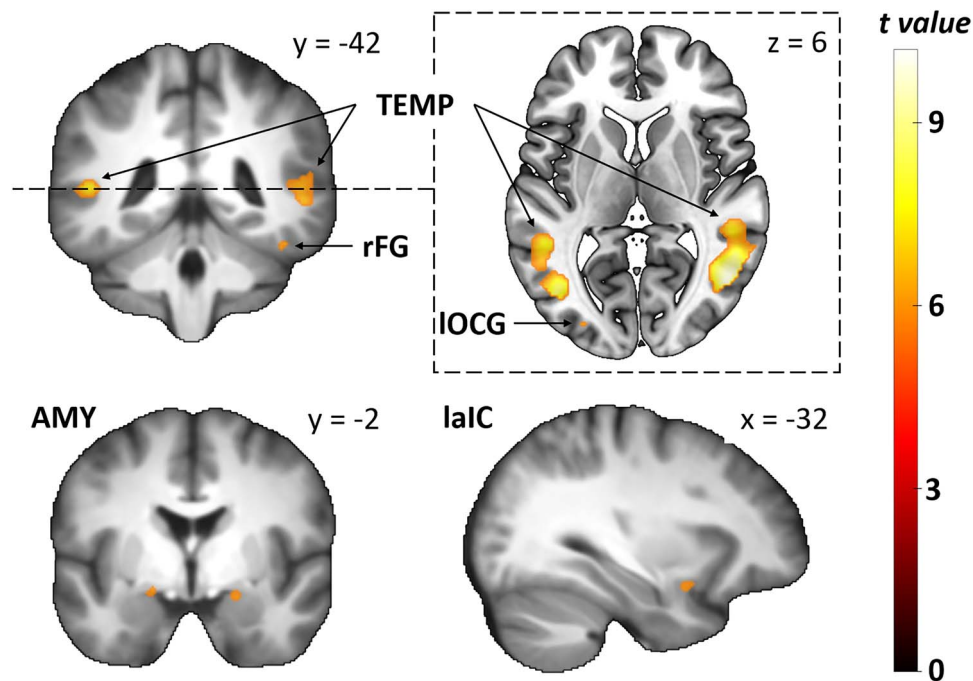 y = -42
z = 6
t value
TEMP
9
rFG
6
lOCG
AMY
y = -2
laIC
x = -32
3
0